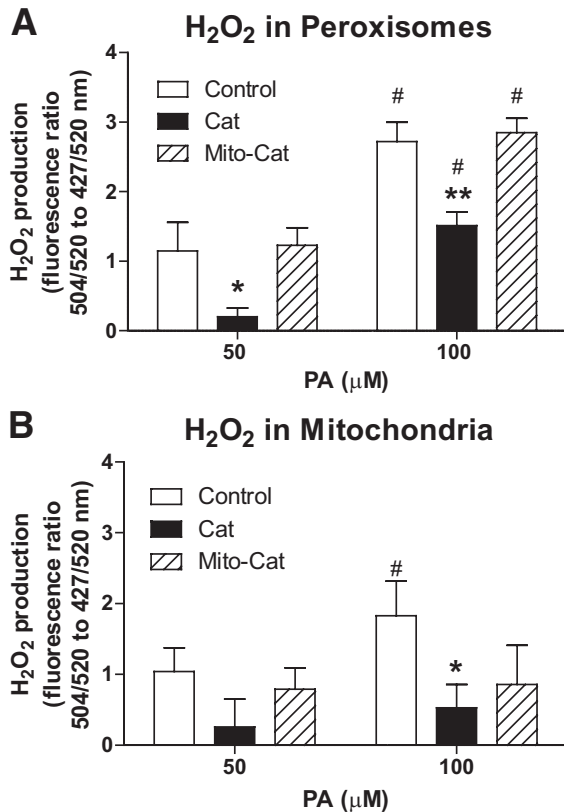 A
H₂O₂ in Peroxisomes
H₂O₂ production
(fluorescence ratio
504/520 to 427/520 nm)
4
3
2
1
0
Control
Cat
Mito-Cat
*
#
#
**
#
50
100
PA (μM)
B
H₂O₂ in Mitochondria
H₂O₂ production
(fluorescence ratio
504/520 to 427/520 nm)
4
3
2
1
0
Control
Cat
Mito-Cat
#
*
50
100
PA (μM)